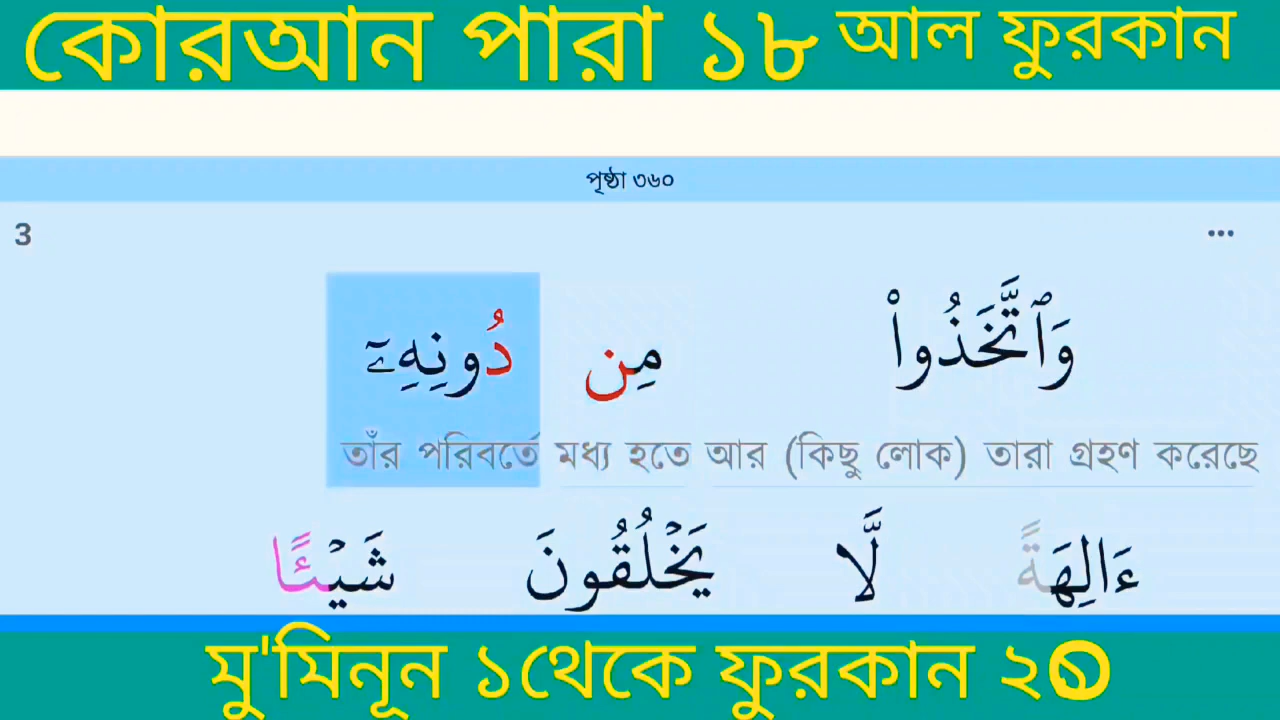 কোরআন পারা ১৮ আল ফুরকান
পৃষ্ঠা ৩৬০
3 ...
وَٱتَّخَذُوا۟ مِن دُونِهِۦٓ
তাঁর পরিবর্তে মধ্য হতে আর (কিছু লোক) তারা গ্রহণ করেছে
ءَالِهَةً لَّا يَخْلُقُونَ شَيْـًٔا
মু'মিনূন ১থেকে ফুরকান